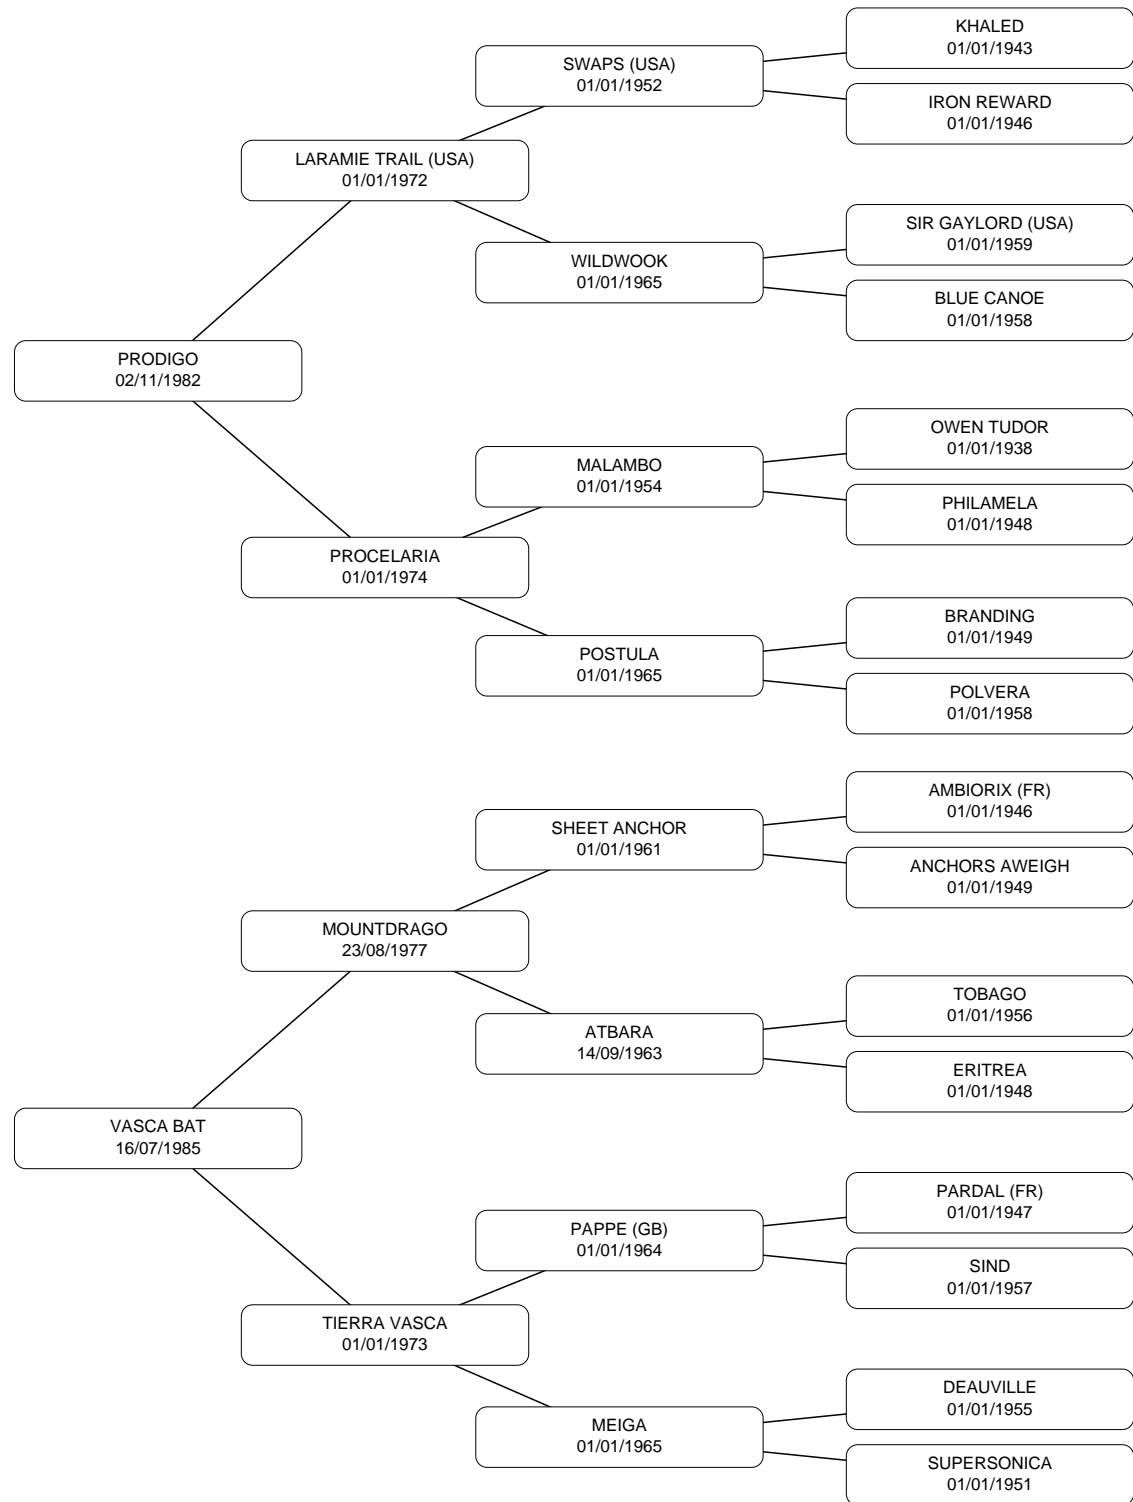 KHALED
01/01/1943
SWAPS (USA)
01/01/1952
IRON REWARD
01/01/1946
LARAMIE TRAIL (USA)
01/01/1972
SIR GAYLORD (USA)
01/01/1959
WILDWOOK
01/01/1965
BLUE CANOE
01/01/1958
PRODIGO
02/11/1982
OWEN TUDOR
01/01/1938
MALAMBO
01/01/1954
PHILAMELA
01/01/1948
PROCELARIA
01/01/1974
BRANDING
01/01/1949
POSTULA
01/01/1965
POLVERA
01/01/1958
AMBIORIX (FR)
01/01/1946
SHEET ANCHOR
01/01/1961
ANCHORS AWEIGH
01/01/1949
MOUNTDRAGO
23/08/1977
TOBAGO
01/01/1956
ATBARA
14/09/1963
ERITREA
01/01/1948
VASCA BAT
16/07/1985
PARDAL (FR)
01/01/1947
PAPPE (GB)
01/01/1964
SIND
01/01/1957
TIERRA VASCA
01/01/1973
DEAUVILLE
01/01/1955
MEIGA
01/01/1965
SUPERSONICA
01/01/1951